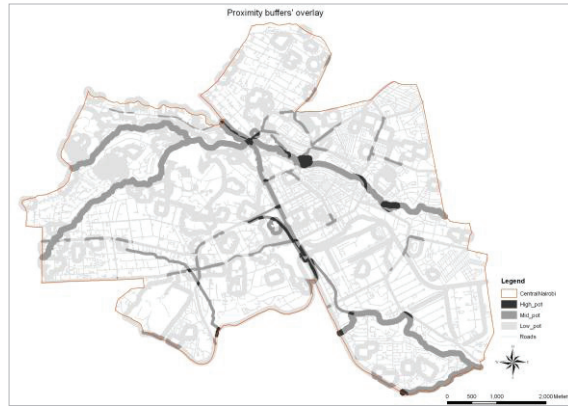 Proximity buffers' overlay
Legend
CentralNairobi
High_pot
Mid_pot
Low_pot
Roads
N
0 500 1,000 2,000 Meters